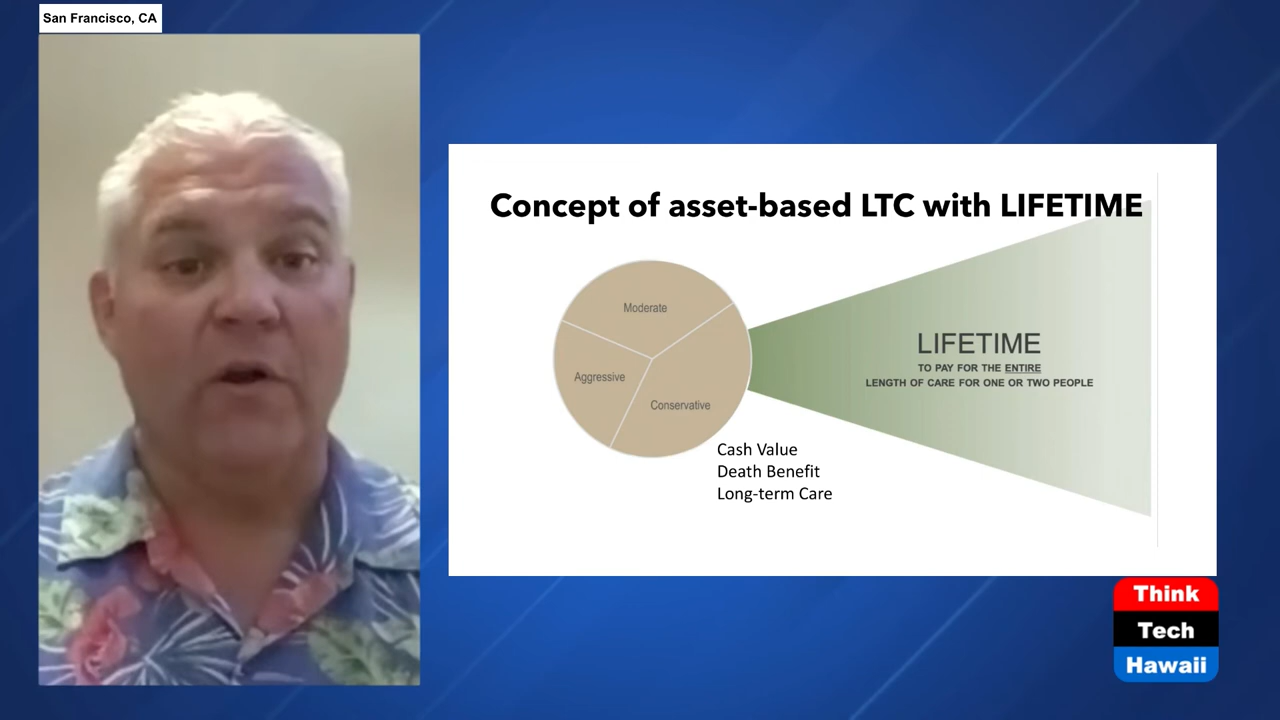 San Francisco, CA
Concept of asset-based LTC with LIFETIME
Moderate
Aggressive
Conservative
LIFETIME
TO PAY FOR THE ENTIRE
LENGTH OF CARE FOR ONE OR TWO PEOPLE
Cash Value
Death Benefit
Long-term Care
Think
Tech
Hawaii